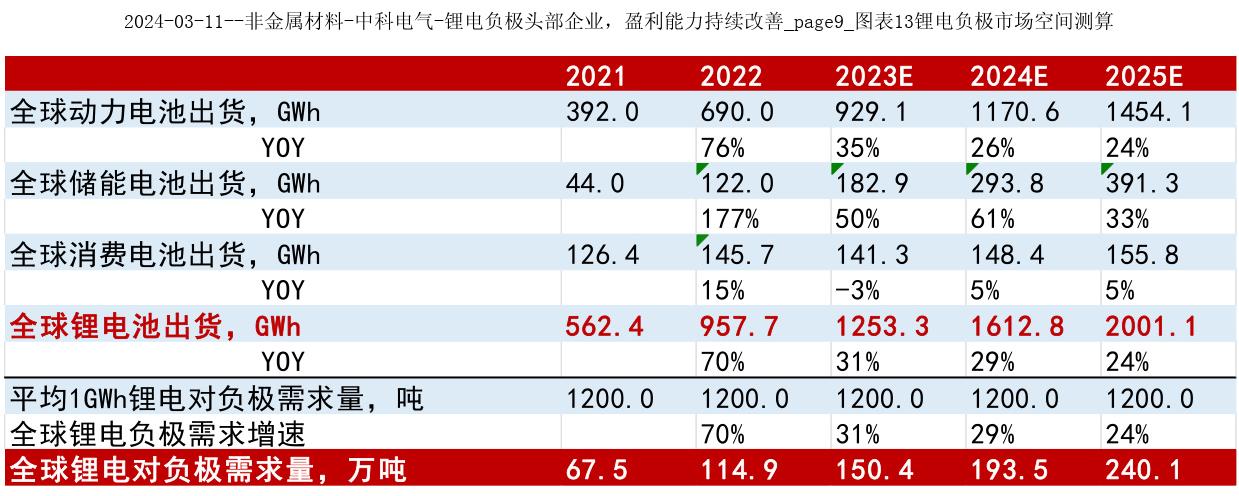 2024-03-11--非金属材料-中科电气-锂电负极头部企业，盈利能力持续改善_page9_图表13锂电负极市场空间测算
2021 2022 2023E 2024E 2025E
全球动力电池出货，GWh 392.0 690.0 929.1 1170.6 1454.1
YOY 76% 35% 26% 24%
全球储能电池出货，GWh 44.0 122.0 182.9 293.8 391.3
YOY 177% 50% 61% 33%
全球消费电池出货，GWh 126.4 145.7 141.3 148.4 155.8
YOY 15% -3% 5% 5%
全球锂电池出货，GWh 562.4 957.7 1253.3 1612.8 2001.1
YOY 70% 31% 29% 24%
平均1GWh锂电对负极需求量，吨 1200.0 1200.0 1200.0 1200.0 1200.0
全球锂电负极需求增速 70% 31% 29% 24%
全球锂电对负极需求量，万吨 67.5 114.9 150.4 193.5 240.1